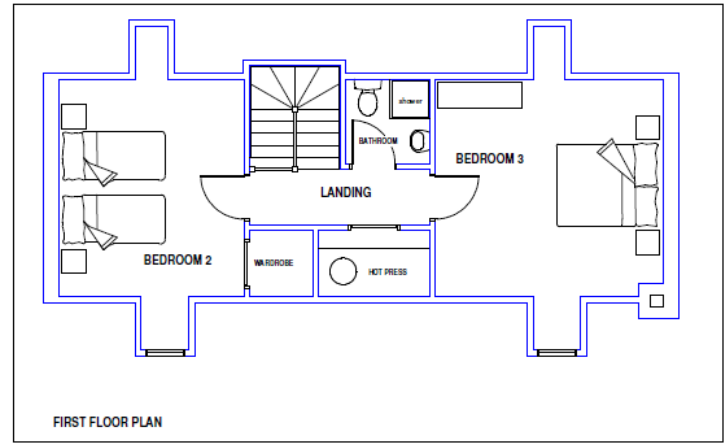 shower
BATHROOM
BEDROOM 3
LANDING
BEDROOM 2
WARDROBE
HOT PRESS
FIRST FLOOR PLAN